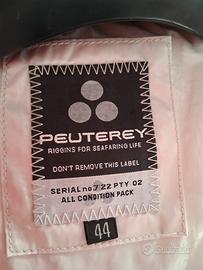 PEUTEREY
RIGGINS FOR SEAFARING LIFE
DON'T REMOVE THIS LABEL
SERIAL no 7 22 PTY 02
ALL CONDITION PACK
44